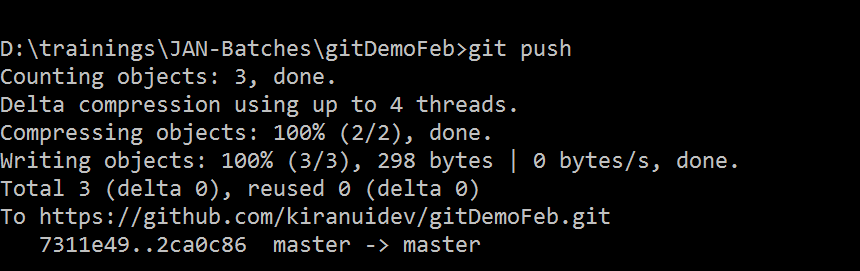 D:\trainings\JAN-Batches\gitDemoFeb>git push
Counting objects: 3, done.
Delta compression using up to 4 threads.
Compressing objects: 100% (2/2), done.
Writing objects: 100% (3/3), 298 bytes | 0 bytes/s, done.
Total 3 (delta 0), reused 0 (delta 0)
To https://github.com/kiranuidev/gitDemoFeb.git
   7311e49..2ca0c86  master -> master